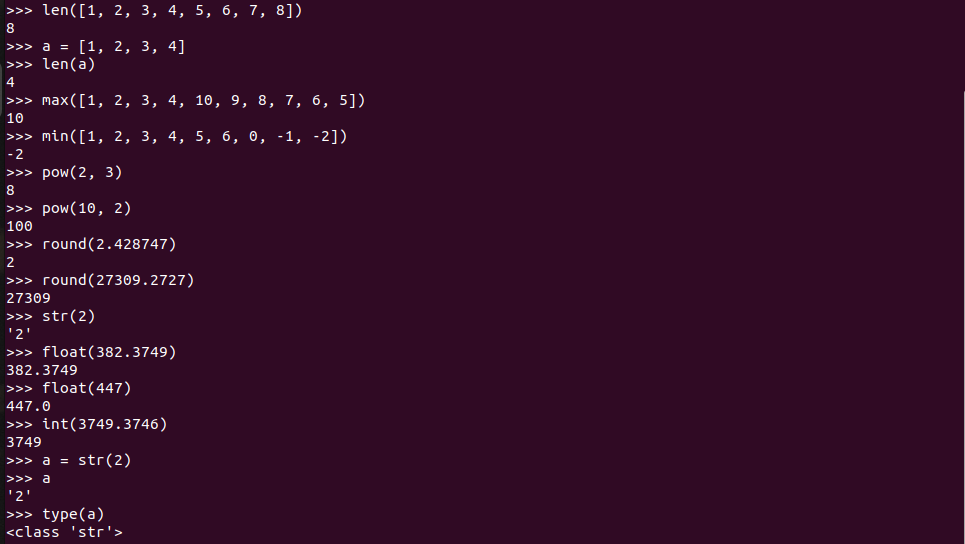 >>> len([1, 2, 3, 4, 5, 6, 7, 8])
8
>>> a = [1, 2, 3, 4]
>>> len(a)
4
>>> max([1, 2, 3, 4, 10, 9, 8, 7, 6, 5])
10
>>> min([1, 2, 3, 4, 5, 6, 0, -1, -2])
-2
>>> pow(2, 3)
8
>>> pow(10, 2)
100
>>> round(2.428747)
2
>>> round(27309.2727)
27309
>>> str(2)
'2'
>>> float(382.3749)
382.3749
>>> float(447)
447.0
>>> int(3749.3746)
3749
>>> a = str(2)
>>> a
'2'
>>> type(a)
<class 'str'>